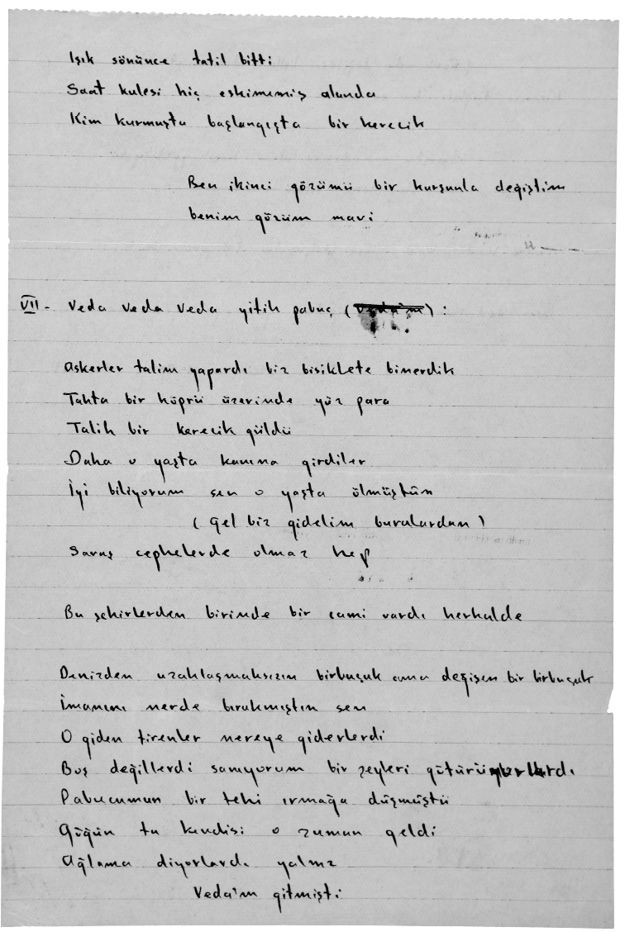 Işık sönünce tatil bitti
Saat kulesi hiç eskimemiş alanda
Kim kurmuştu başlangıçta bir kerecik
Ben ikinci gözümü bir kurşunla değiştim
benim gözüm mavi
VII- Veda veda veda yitik pabuç (veda'm) :
Askerler talim yapardı biz bisiklete binerdik
Tahta bir köprü üzerinde yüz para
Talih bir kerecik güldü
Daha o yaşta kanına girdiler
İyi biliyorum sen o yaşta ölmüştün
( Gel biz gidelim buralardan )
Savaş cephelerde olmaz hep
Bu şehirlerden birinde bir cami vardı herhalde
Denizden uzaklaşmaksızın birbuçuk ama değişen bir birbuçuk
İmanını nerde bırakmıştın sen
O giden tirenler nereye giderlerdi
Boş değillerdi sanıyorum bir şeyleri götürüyorlardı
Pabucumun bir teki ırmağa düşmüştü
Göğün ta kendisi o zaman geldi
Ağlama diyorlardı yalnız
Veda'm gitmişti